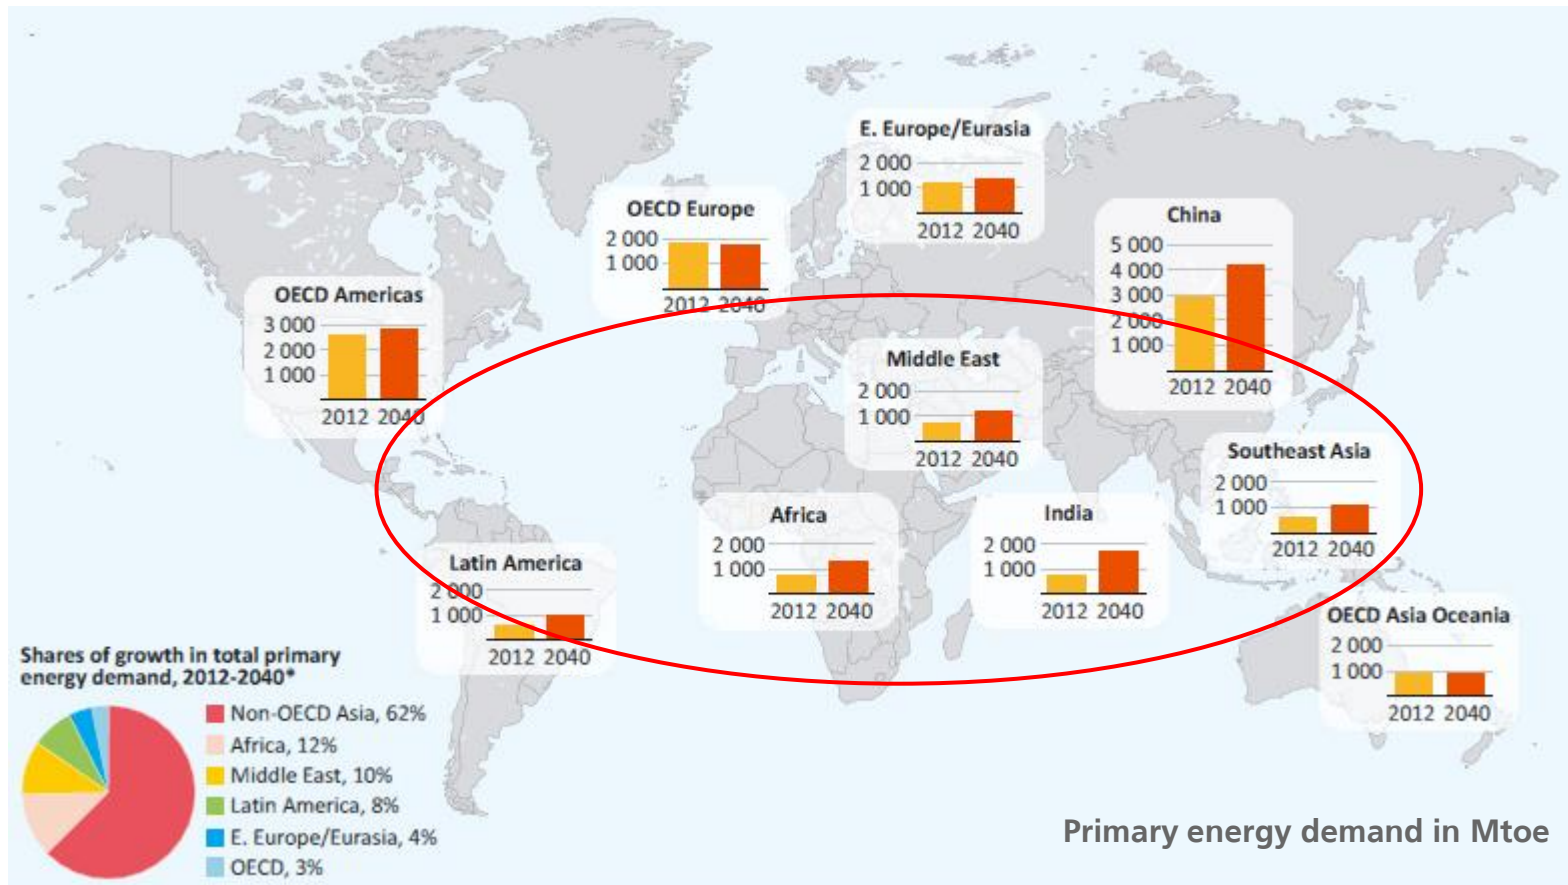 E. Europe/Eurasia
2 000
1 000
2012 2040
OECD Europe
2 000
1 000
2012 2040
China
5 000
4 000
3 000
2 000
1 000
2012 2040
OECD Americas
3 000
2 000
1 000
2012 2040
Middle East
2 000
1 000
2012 2040
Southeast Asia
2 000
1 000
2012 2040
Africa
2 000
1 000
2012 2040
India
2 000
1 000
2012 2040
Latin America
2 000
1 000
2012 2040
OECD Asia Oceania
2 000
1 000
2012 2040
Shares of growth in total primary
energy demand, 2012-2040*
Non-OECD Asia, 62%
Africa, 12%
Middle East, 10%
Latin America, 8%
E. Europe/Eurasia, 4%
OECD, 3%
Primary energy demand in Mtoe